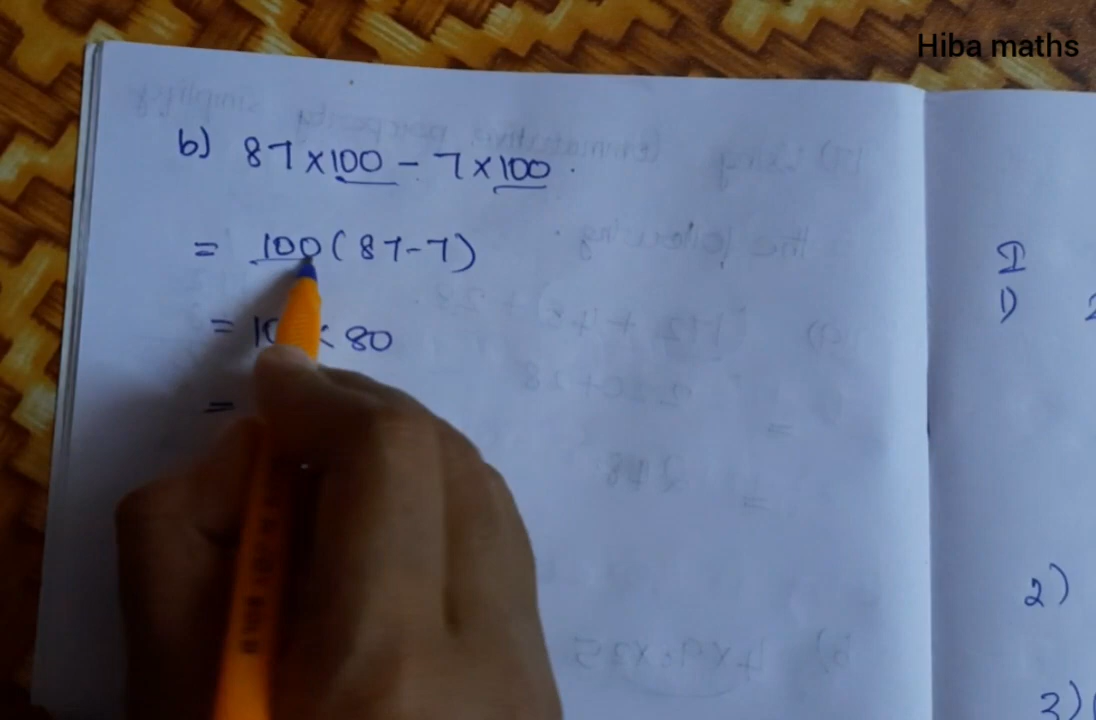 Hiba maths
b) 87 × 100 - 7 × 100.
= 100 ( 87 - 7 )
= 10 × 80
=
I
1)
2)
3)